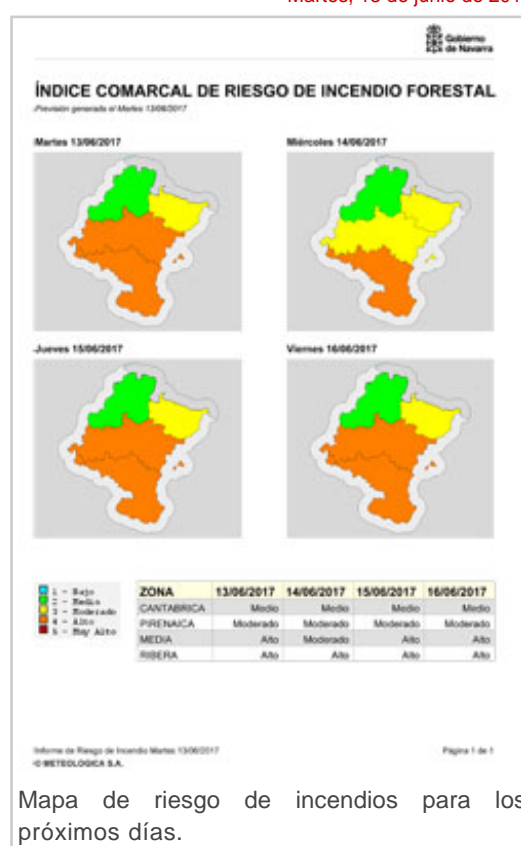 Martes, 13 de junio de 201
Gobierno
de Navarra
ÍNDICE COMARCAL DE RIESGO DE INCENDIO FORESTAL
Previsión generada el Martes 13/06/2017
Martes 13/06/2017
Miércoles 14/06/2017
Jueves 15/06/2017
Viernes 16/06/2017
1 - Bajo
2 - Medio
3 - Moderado
4 - Alto
5 - Muy Alto
ZONA 13/06/2017 14/06/2017 15/06/2017 16/06/2017
CANTABRICA Medio Medio Medio Medio
PIRENAICA Moderado Moderado Moderado Moderado
MEDIA Alto Moderado Alto Alto
RIBERA Alto Alto Alto Alto
Informe de Riesgo de Incendio Martes 13/06/2017
Página 1 de 1
© METEOLOGICA S.A.
Mapa de riesgo de incendios para los
próximos días.